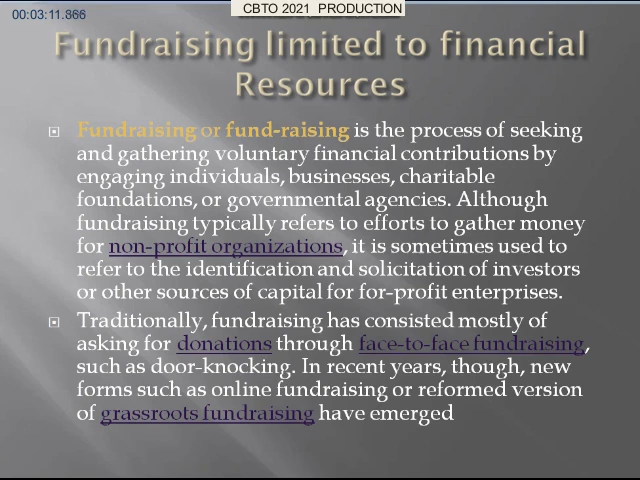 CBTO 2021 PRODUCTION
00:03:11.866
Fundraising limited to financial
Resources
Fundraising or fund-raising is the process of seeking
and gathering voluntary financial contributions by
engaging individuals, businesses, charitable
foundations, or governmental agencies. Although
fundraising typically refers to efforts to gather money
for non-profit organizations, it is sometimes used to
refer to the identification and solicitation of investors
or other sources of capital for for-profit enterprises.
Traditionally, fundraising has consisted mostly of
asking for donations through face-to-face fundraising,
such as door-knocking. In recent years, though, new
forms such as online fundraising or reformed version
of grassroots fundraising have emerged